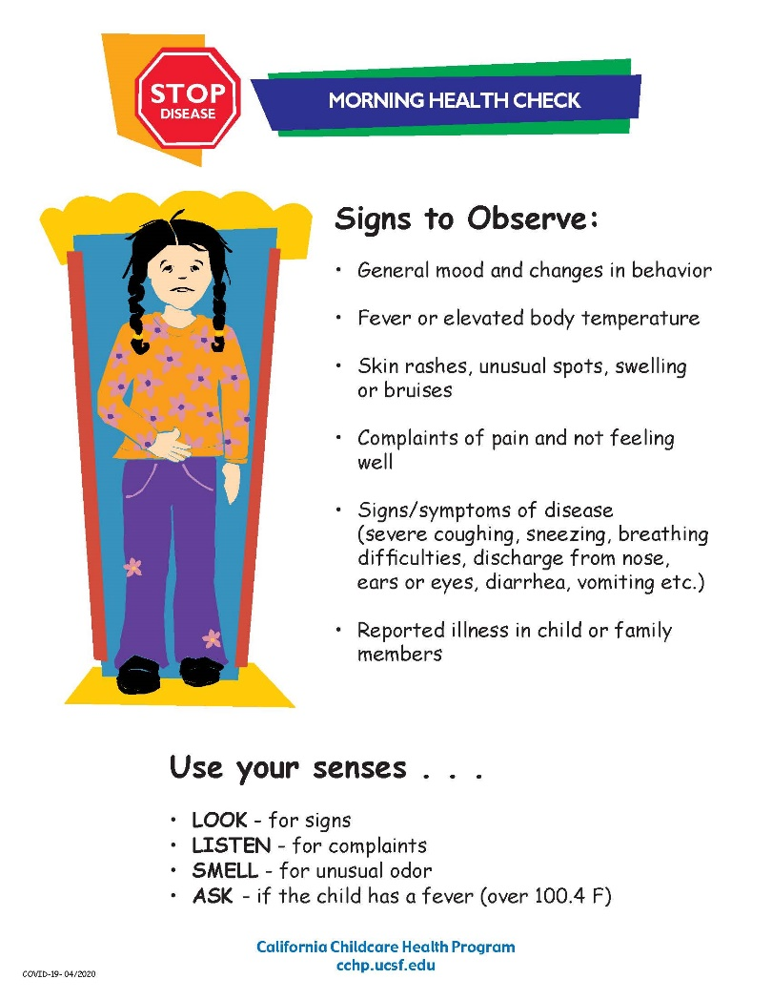 STOP
DISEASE
MORNING HEALTH CHECK
Signs to Observe:
• General mood and changes in behavior
• Fever or elevated body temperature
• Skin rashes, unusual spots, swelling
or bruises
• Complaints of pain and not feeling
well
• Signs/symptoms of disease
(severe coughing, sneezing, breathing
difficulties, discharge from nose,
ears or eyes, diarrhea, vomiting etc.)
• Reported illness in child or family
members
Use your senses . . .
• LOOK - for signs
• LISTEN - for complaints
• SMELL - for unusual odor
• ASK - if the child has a fever (over 100.4 F)
California Childcare Health Program
cchp.ucsf.edu
COVID-19- 04/2020